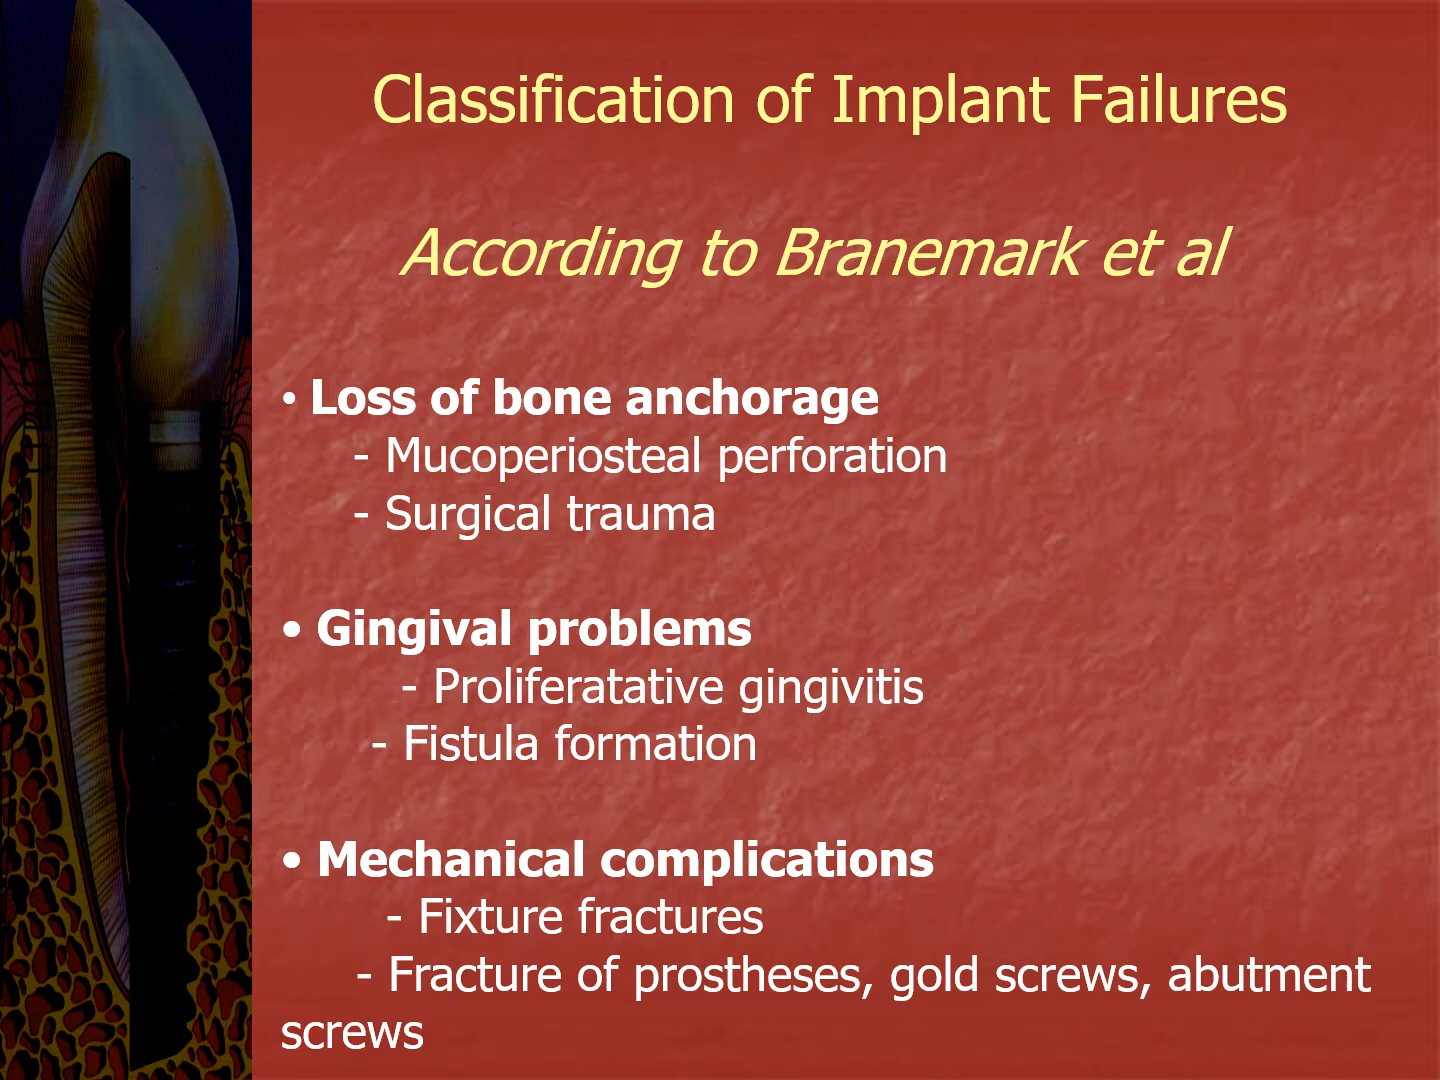 Classification of Implant Failures
According to Branemark et al
• Loss of bone anchorage
- Mucoperiosteal perforation
- Surgical trauma
• Gingival problems
- Proliferatative gingivitis
- Fistula formation
• Mechanical complications
- Fixture fractures
- Fracture of prostheses, gold screws, abutment
screws